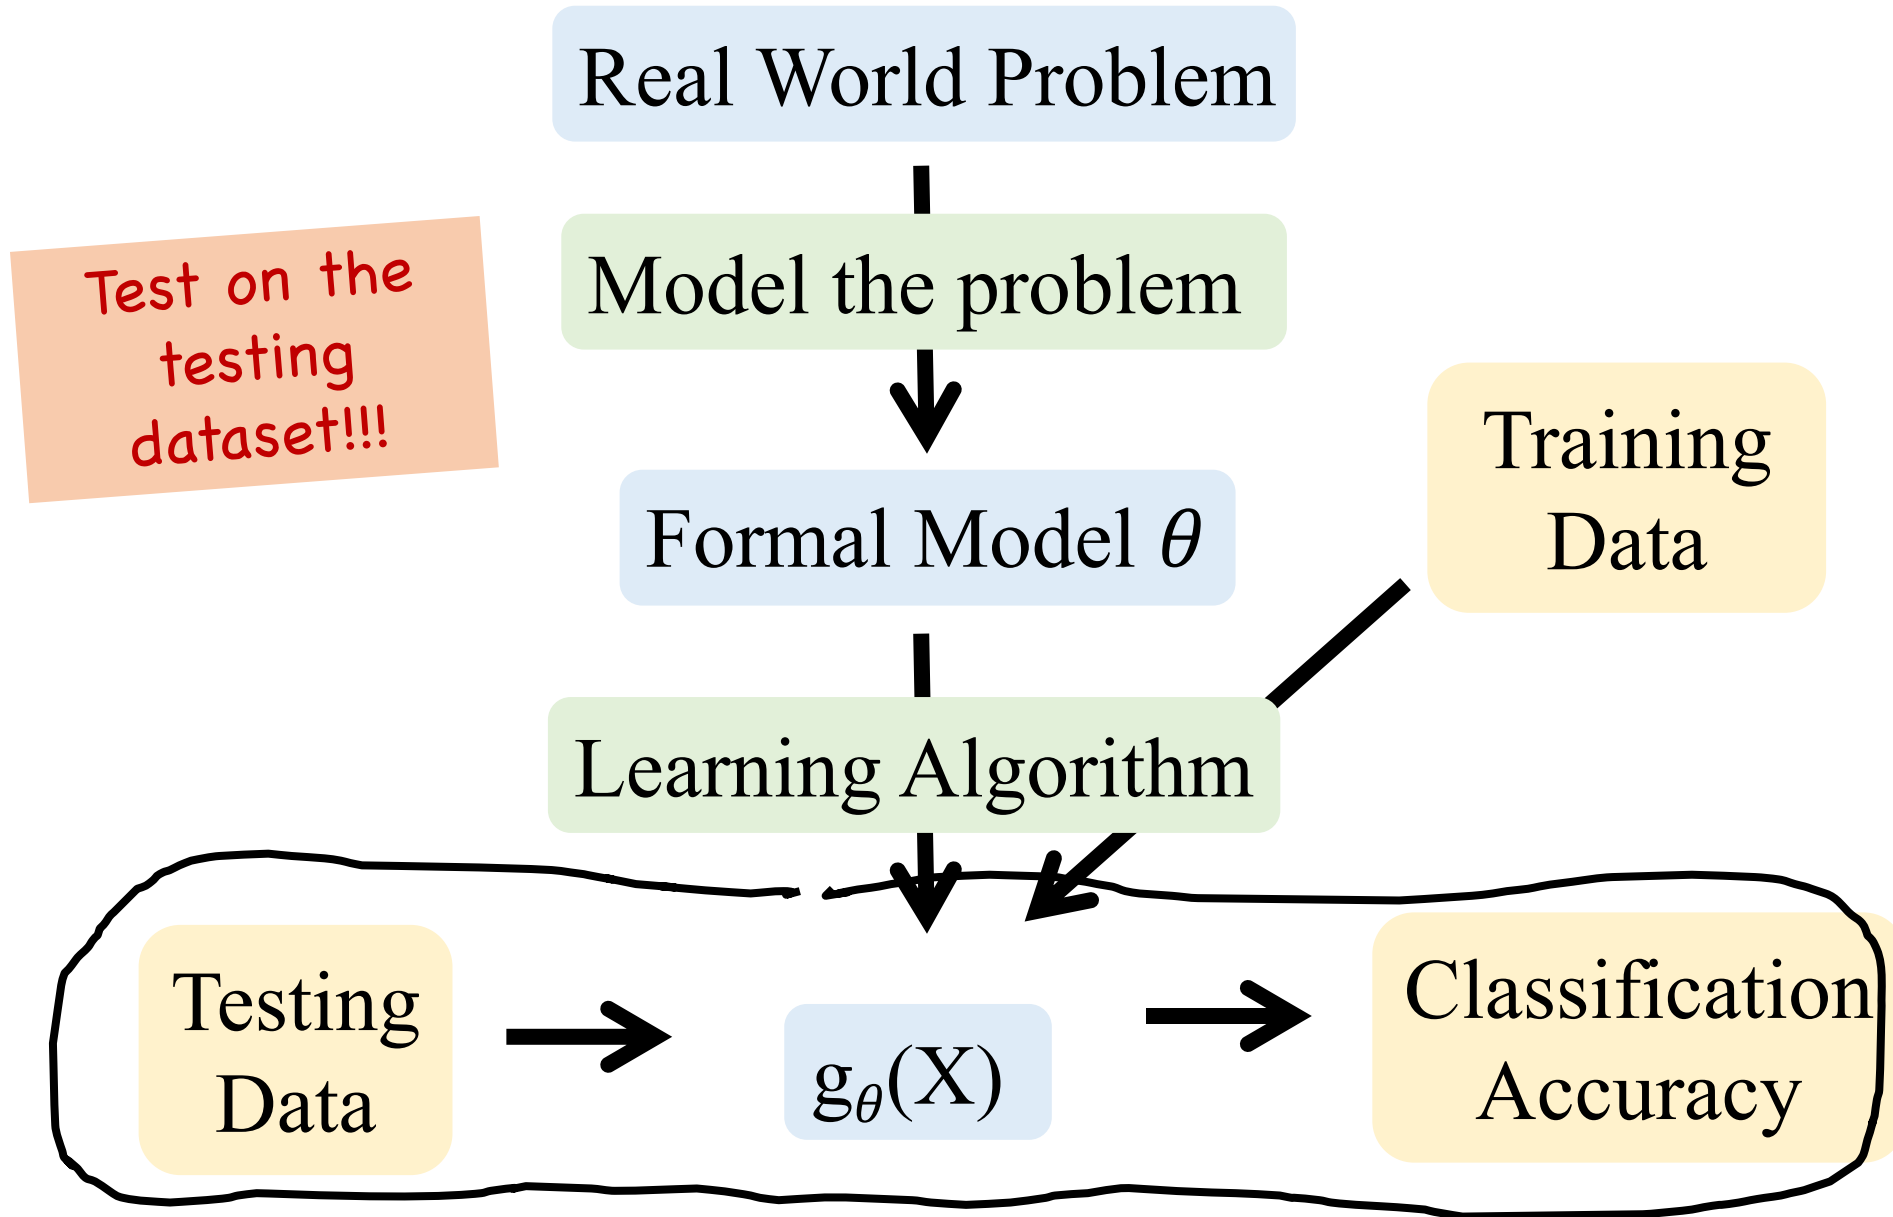 Real World Problem
Test on the
testing
dataset!!!
Model the problem
Training
Data
Formal Model θ
Learning Algorithm
Testing
Data
g_θ(X)
Classification
Accuracy